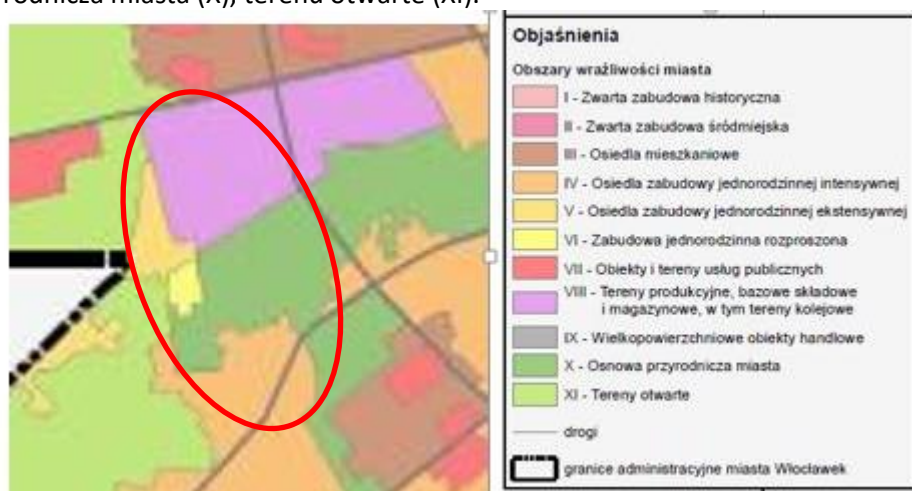 rodnicza miasta (X), terenu otwarte (XI).
Objaśnienia
Obszary wrażliwości miasta
I - Zwarta zabudowa historyczna
II - Zwarta zabudowa śródmiejska
III - Osiedla mieszkaniowe
IV - Osiedla zabudowy jednorodzinnej intensywnej
V - Osiedla zabudowy jednorodzinnej ekstensywnej
VI - Zabudowa jednorodzinna rozproszona
VII - Obiekty i tereny usług publicznych
VIII - Tereny produkcyjne, bazowe składowe
i magazynowe, w tym tereny kolejowe
IX - Wielkopowierzchniowe obiekty handlowe
X - Osnowa przyrodnicza miasta
XI - Tereny otwarte
drogi
granice administracyjne miasta Włocławek